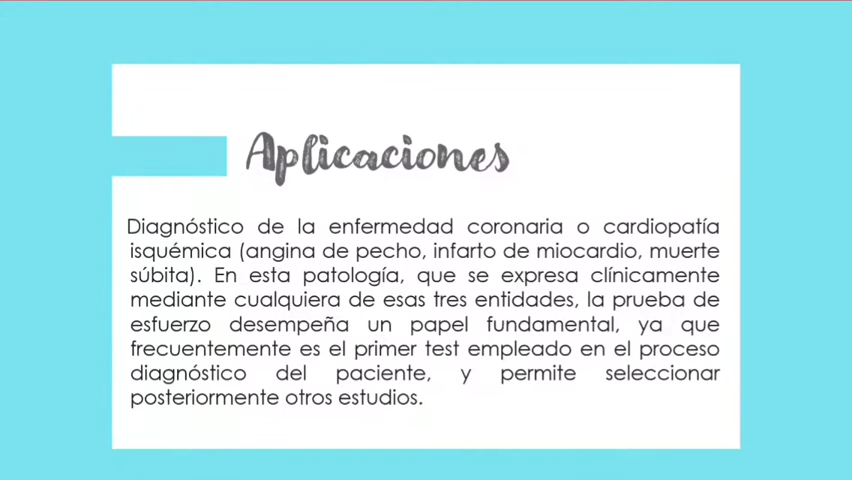 Aplicaciones
Diagnóstico de la enfermedad coronaria o cardiopatía
isquémica (angina de pecho, infarto de miocardio, muerte
súbita). En esta patología, que se expresa clínicamente
mediante cualquiera de esas tres entidades, la prueba de
esfuerzo desempeña un papel fundamental, ya que
frecuentemente es el primer test empleado en el proceso
diagnóstico del paciente, y permite seleccionar
posteriormente otros estudios.